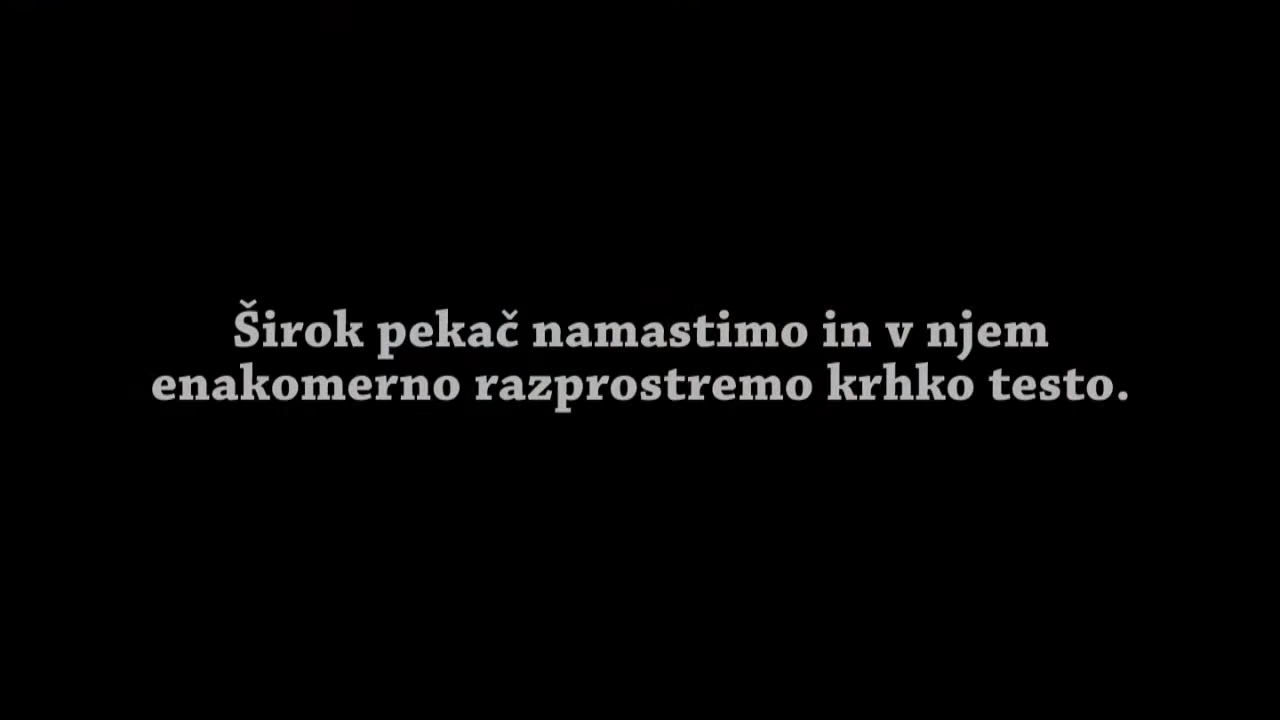 Širok pekač namastimo in v njem
enakomerno razprostremo krhko testo.